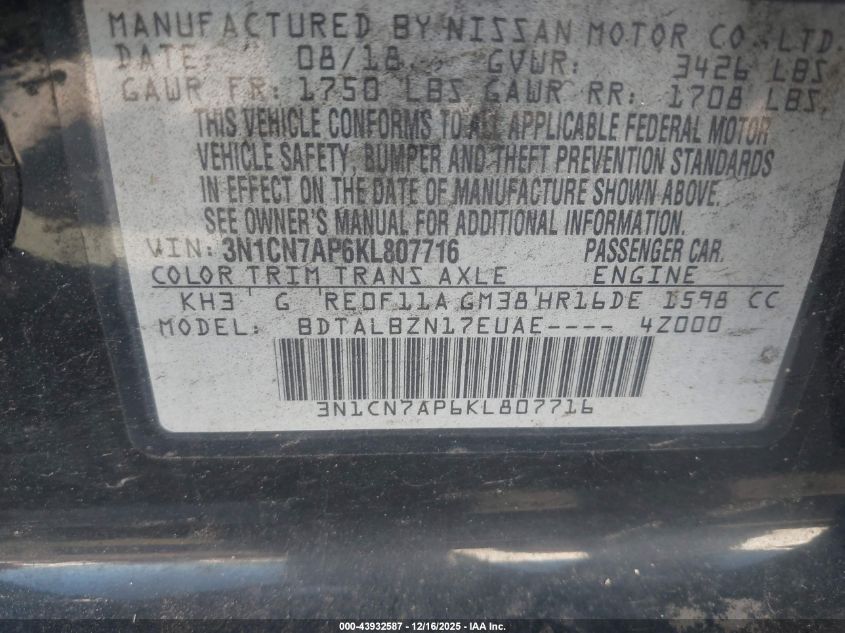 MANUFACTURED BY NISSAN MOTOR CO., LTD.
DATE: 08/18 GVWR: 3426 LBS
GAWR FR: 1750 LBS GAWR RR: 1708 LBS.
THIS VEHICLE CONFORMS TO ALL APPLICABLE FEDERAL MOTOR
VEHICLE SAFETY, BUMPER AND THEFT PREVENTION STANDARDS
IN EFFECT ON THE DATE OF MANUFACTURE SHOWN ABOVE.
SEE OWNER'S MANUAL FOR ADDITIONAL INFORMATION.
VIN: 3N1CN7AP6KL807716 PASSENGER CAR.
COLOR TRIM TRANS AXLE ENGINE
KH3 G RE0F11A GM38 HR16DE 1598 CC
MODEL: BDTALBZN17EUAE---- 4Z000
3N1CN7AP6KL807716
000-43932587 - 12/16/2025 - IAA Inc.